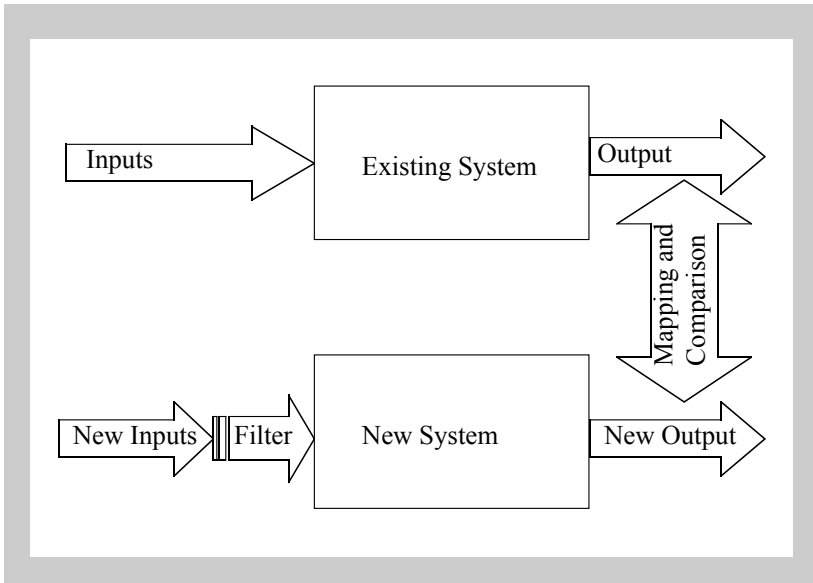 Inputs
Existing System
Output
Mapping and
Comparison
New Inputs
Filter
New System
New Output